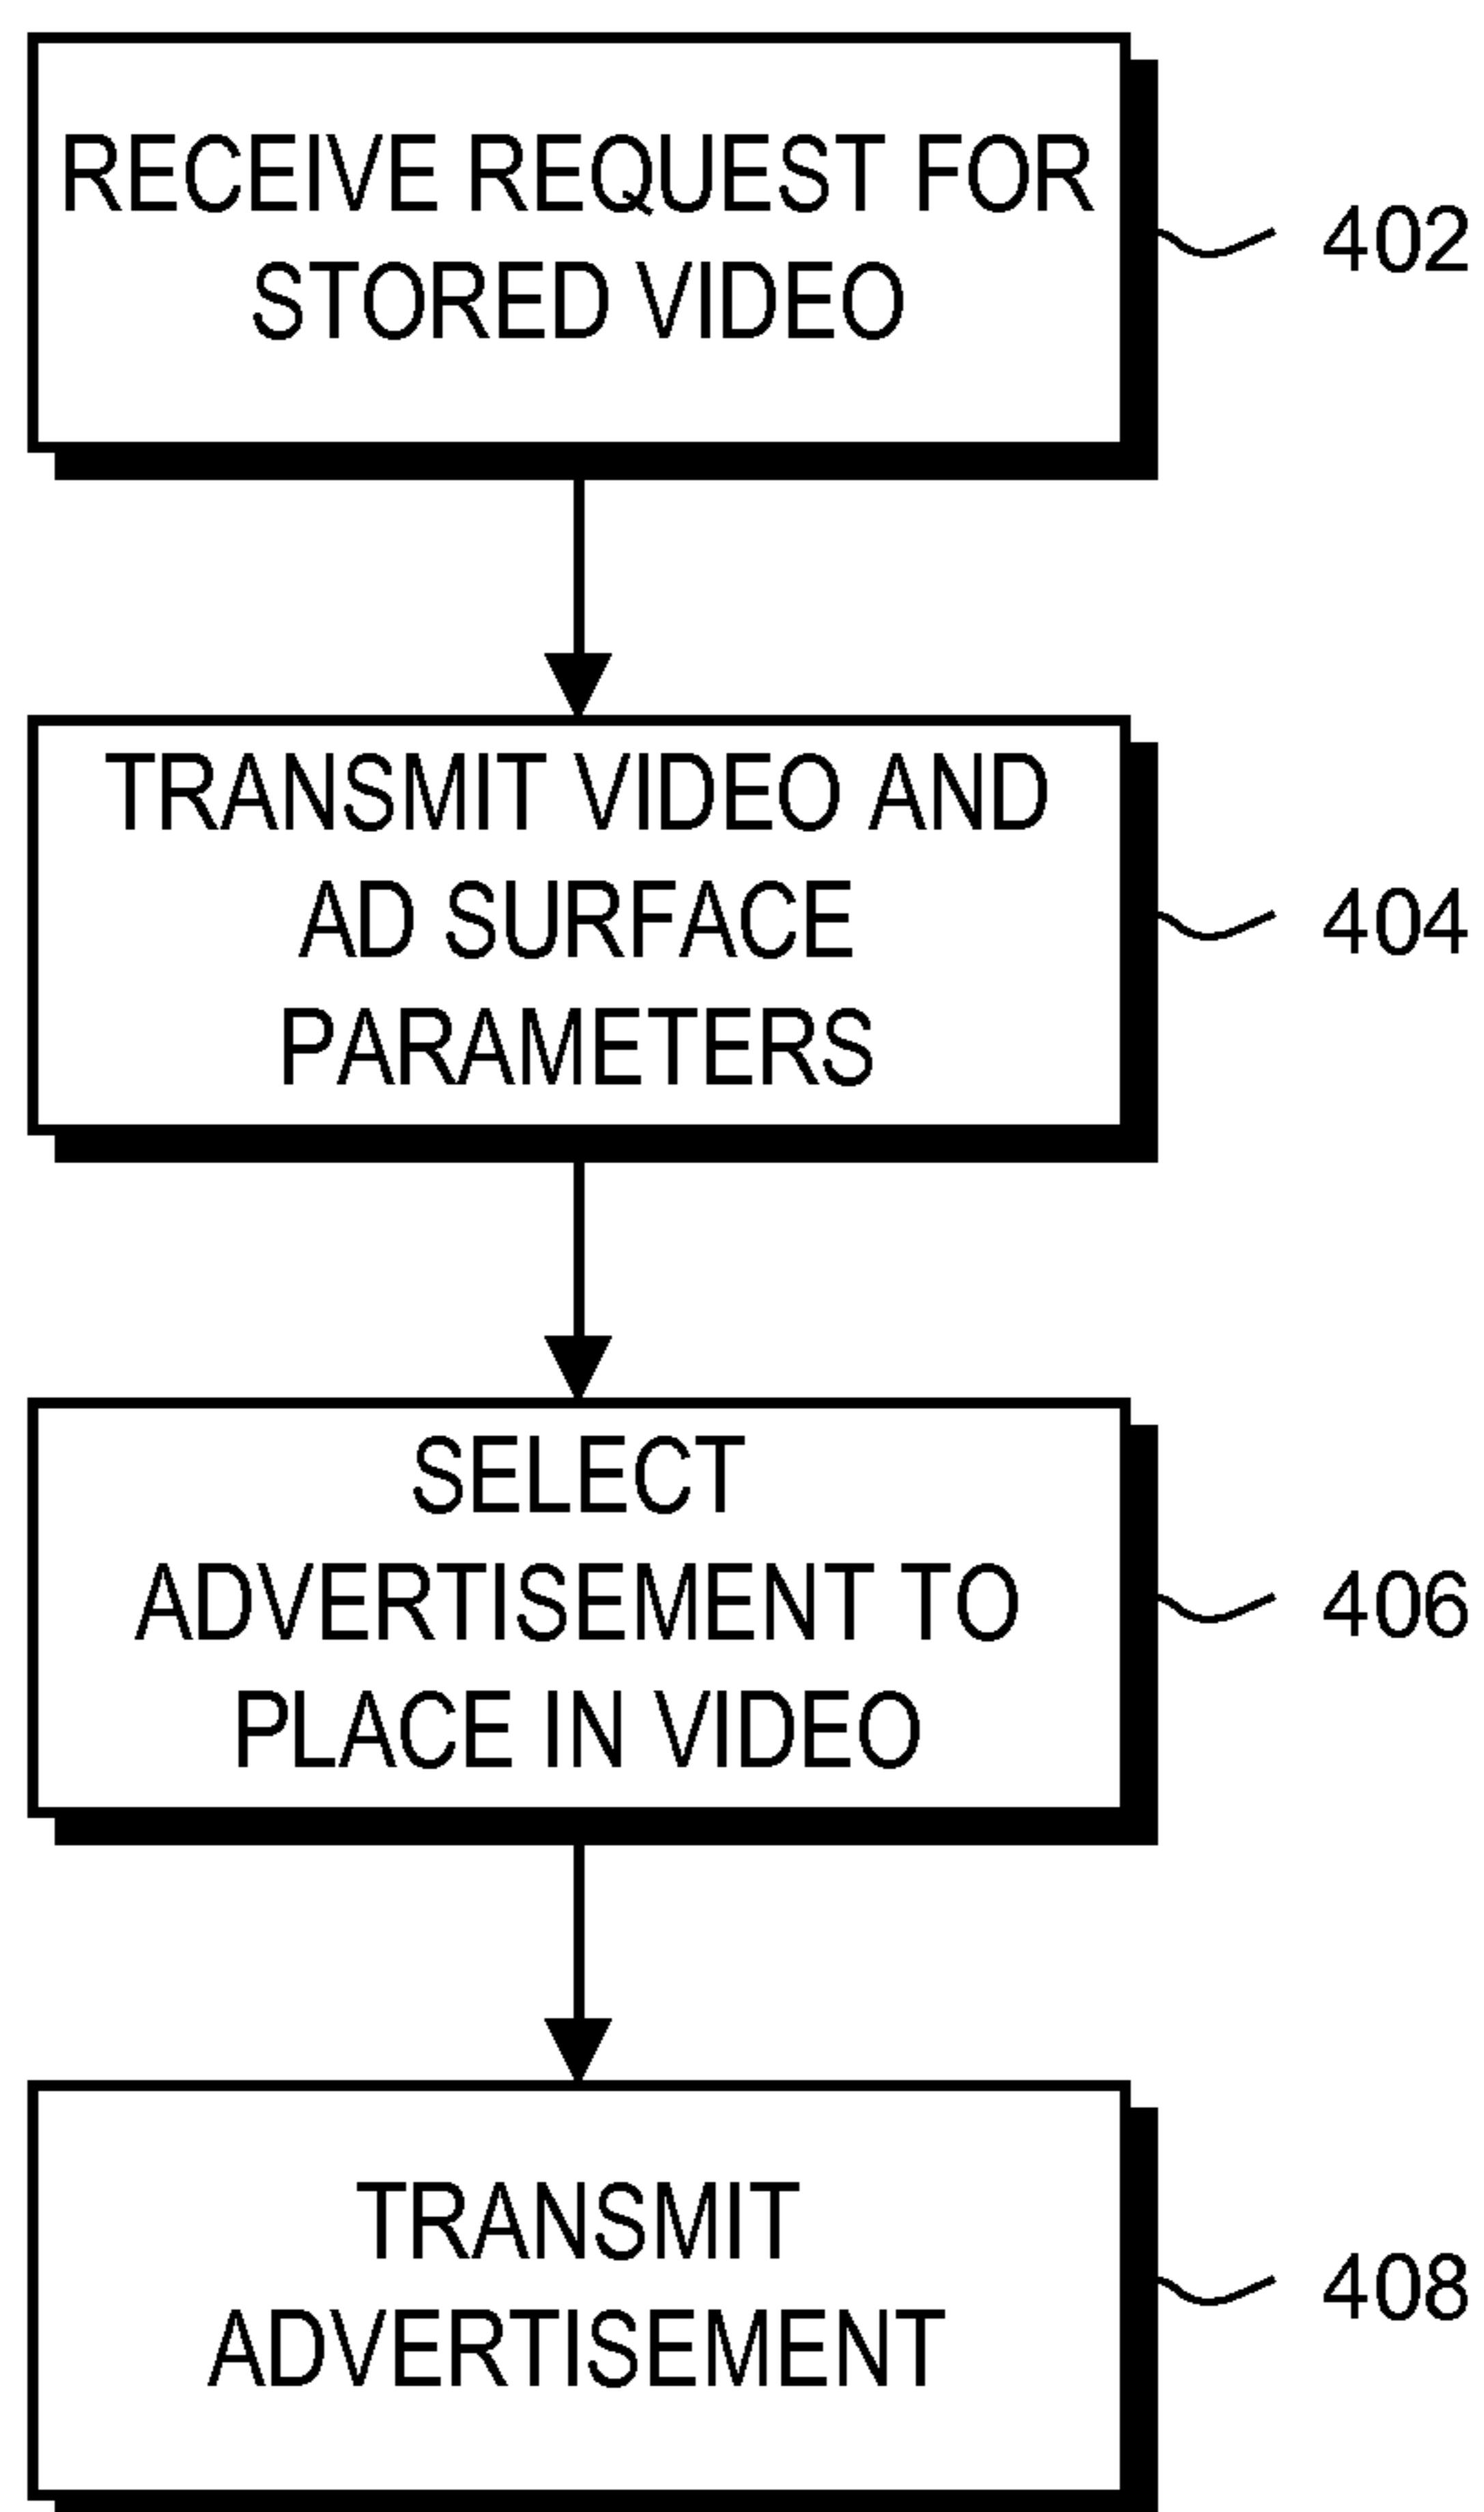 RECEIVE REQUEST FOR
STORED VIDEO
402
TRANSMIT VIDEO AND
AD SURFACE
PARAMETERS
404
SELECT
ADVERTISEMENT TO
PLACE IN VIDEO
406
TRANSMIT
ADVERTISEMENT
408